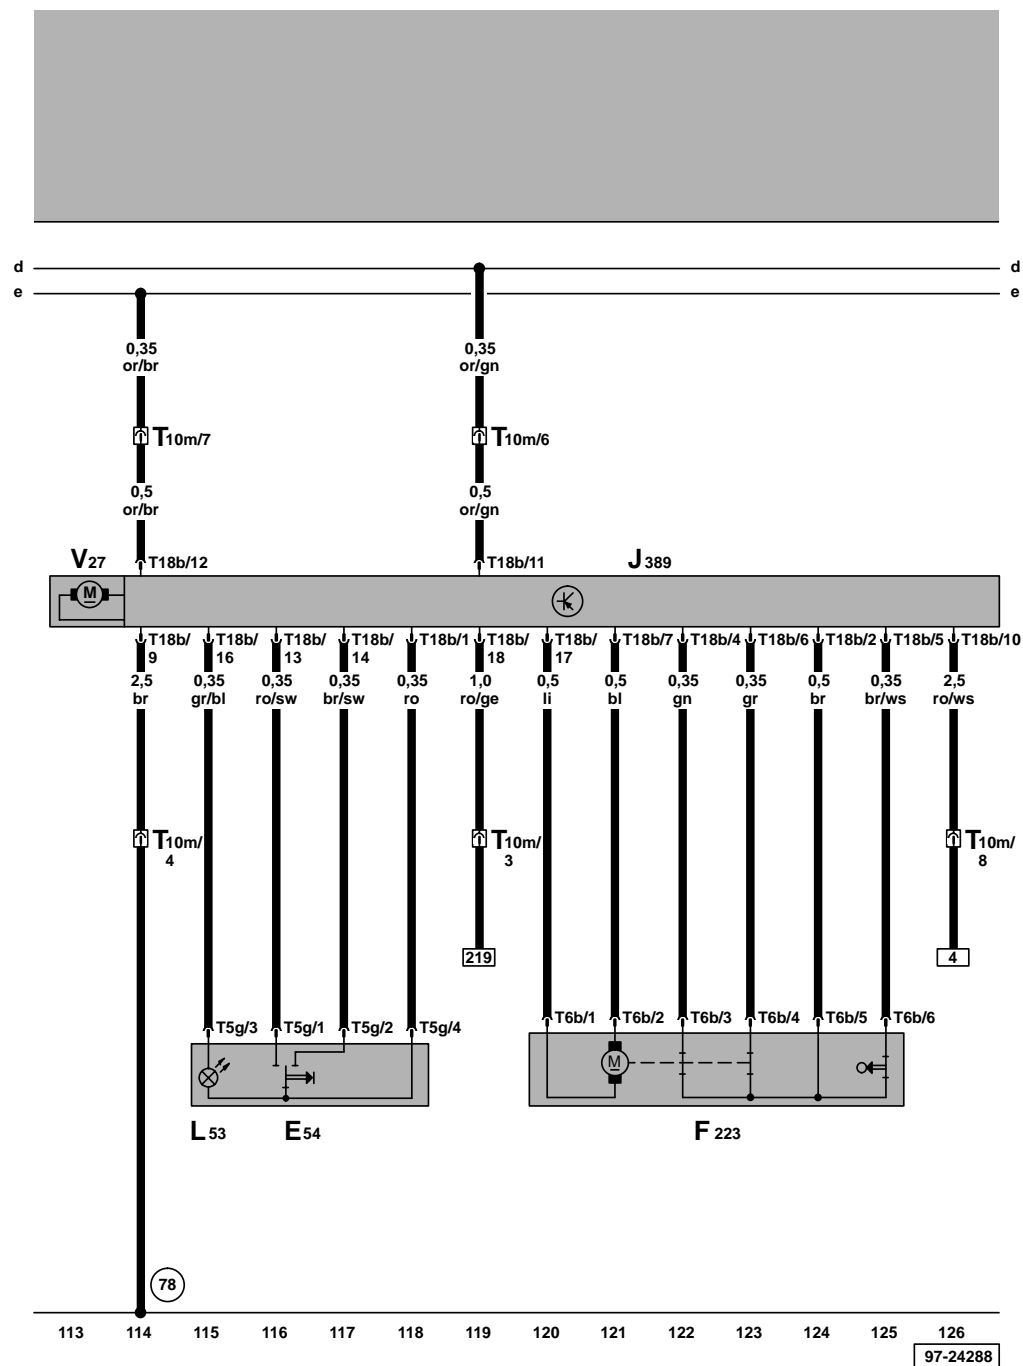 d d
e e
0,35 0,35
or/br or/gn
T10m/7 T10m/6
0,5 0,5
or/br or/gn
V27 T18b/12 T18b/11 J389
M
T18b/ T18b/ T18b/ T18b/ T18b/1 T18b/ T18b/ T18b/7 T18b/4 T18b/6 T18b/2 T18b/5 T18b/10
9 16 13 14 18 17
2,5 0,35 0,35 0,35 0,35 1,0 0,5 0,5 0,35 0,35 0,5 0,35 2,5
br gr/bl ro/sw br/sw ro ro/ge li bl gn gr br br/ws ro/ws
T10m/ T10m/ T10m/
4 3 8
219 4
T5g/3 T5g/1 T5g/2 T5g/4 T6b/1 T6b/2 T6b/3 T6b/4 T6b/5 T6b/6
M
L53 E54 F223
78
113 114 115 116 117 118 119 120 121 122 123 124 125 126
97-24288